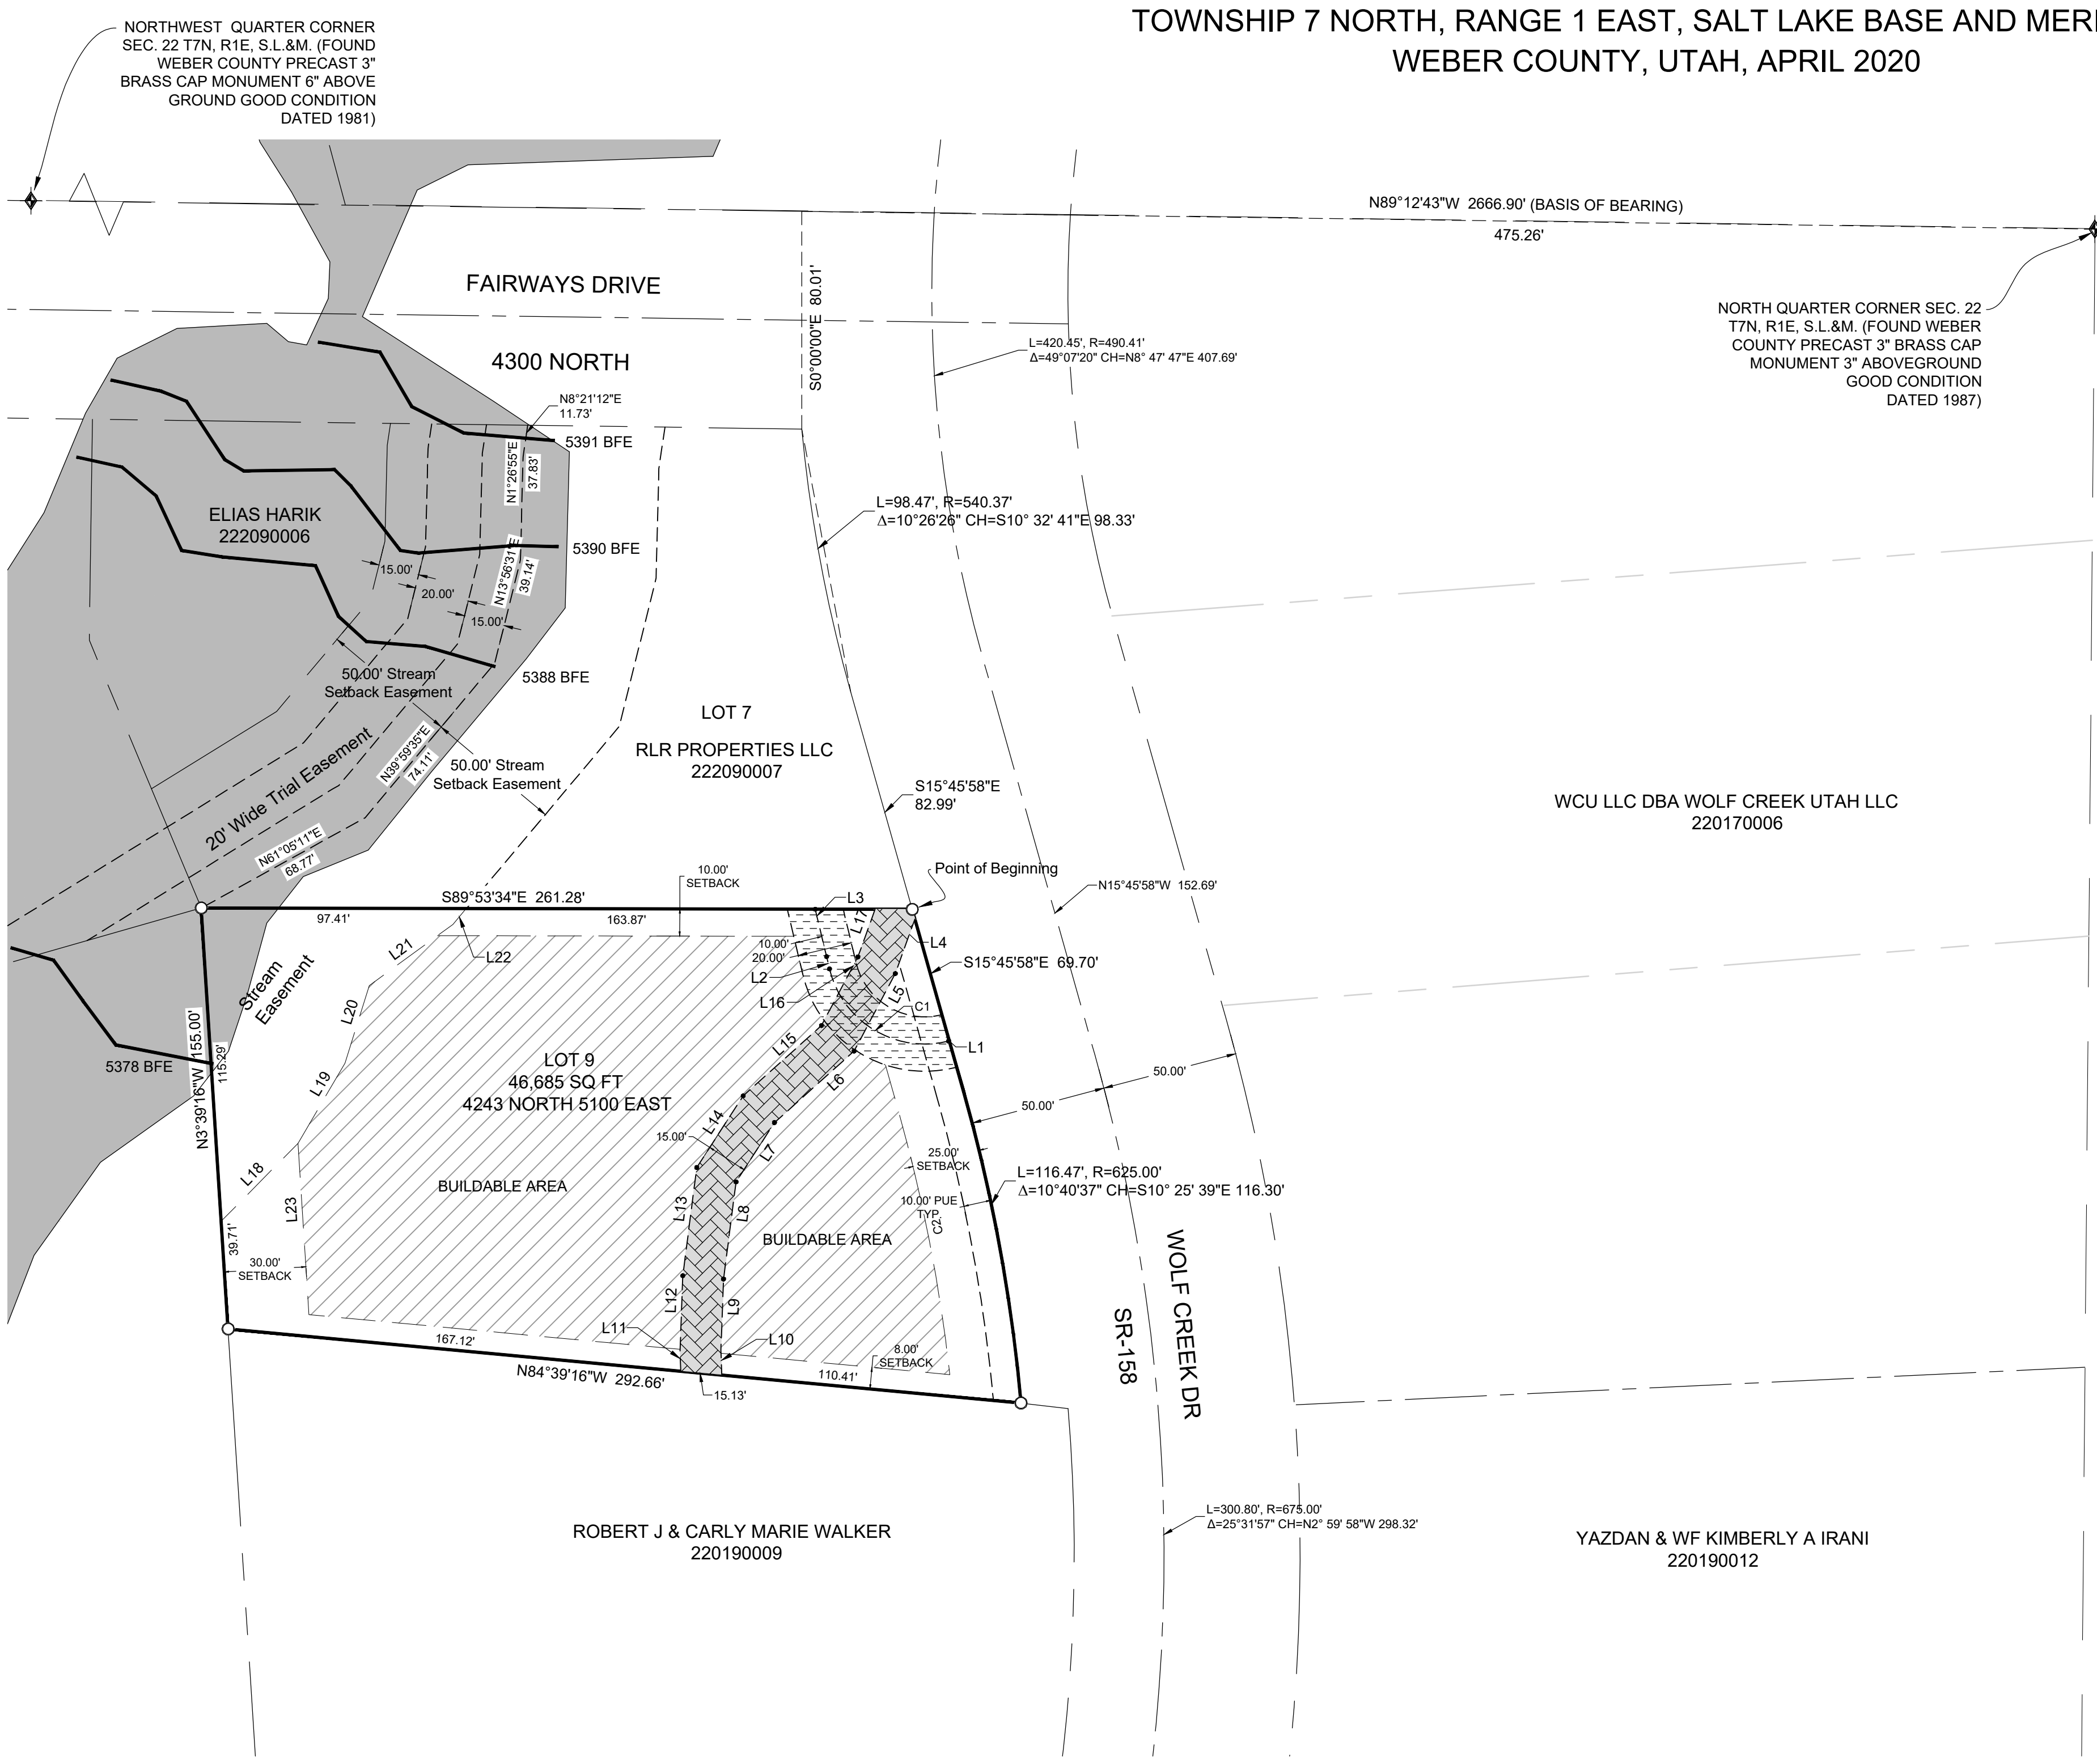 TOWNSHIP 7 NORTH, RANGE 1 EAST, SALT LAKE BASE AND
WEBER COUNTY, UTAH, APRIL 2020
NORTHWEST QUARTER CORNER
SEC. 22 T7N, R1E, S.L.&M. (FOUND
WEBER COUNTY PRECAST 3"
BRASS CAP MONUMENT 6" ABOVE
GROUND GOOD CONDITION
DATED 1981)
N89°12'43"W 2666.90' (BASIS OF BEARING)
475.26'
NORTH QUARTER CORNER SEC. 22
T7N, R1E, S.L.&M. (FOUND WEBER
COUNTY PRECAST 3" BRASS CAP
MONUMENT 3" ABOVEGROUND
GOOD CONDITION
DATED 1987)
FAIRWAYS DRIVE
4300 NORTH
S0°00'00"E 80.01'
L=420.45', R=490.41'
Δ=49°07'20" CH=N8° 47' 47"E 407.69'
N8°21'12"E
11.73'
5391 BFE
N1°26'55"E
37.83'
ELIAS HARIK
222090006
L=98.47', R=540.37'
Δ=10°26'26" CH=S10° 32' 41"E 98.33'
5390 BFE
N13°56'31"E
39.14'
15.00'
20.00'
15.00'
50.00' Stream
Setback Easement
5388 BFE
LOT 7
RLR PROPERTIES LLC
222090007
N39°59'35"E
74.11'
50.00' Stream
Setback Easement
20' Wide Trial Easement
N61°05'11"E
68.77'
S15°45'58"E
82.99'
WCU LLC DBA WOLF CREEK UTAH LLC
220170006
Point of Beginning
N15°45'58"W 152.69'
10.00'
SETBACK
S89°53'34"E 261.28'
97.41'
163.87'
L3
L17
L4
L21
L22
10.00'
20.00'
L2
L16
S15°45'58"E 69.70'
L5
C1
L1
Stream
Easement
L20
N3°39'16"W 155.00'
115.29'
5378 BFE
L19
LOT 9
46,685 SQ FT
4243 NORTH 5100 EAST
L15
L6
L14
15.00'
L7
50.00'
50.00'
25.00'
SETBACK
L=116.47', R=625.00'
Δ=10°40'37" CH=S10° 25' 39"E 116.30'
L18
BUILDABLE AREA
L23
L13
L8
10.00' PUE
TYP.
C2
BUILDABLE AREA
39.71'
30.00'
SETBACK
L12
L9
L11
L10
167.12'
8.00'
SETBACK
N84°39'16"W 292.66'
15.13'
110.41'
SR-158
WOLF CREEK DR
L=300.80', R=675.00'
Δ=25°31'57" CH=N2° 59' 58"W 298.32'
ROBERT J & CARLY MARIE WALKER
220190009
YAZDAN & WF KIMBERLY A IRANI
220190012